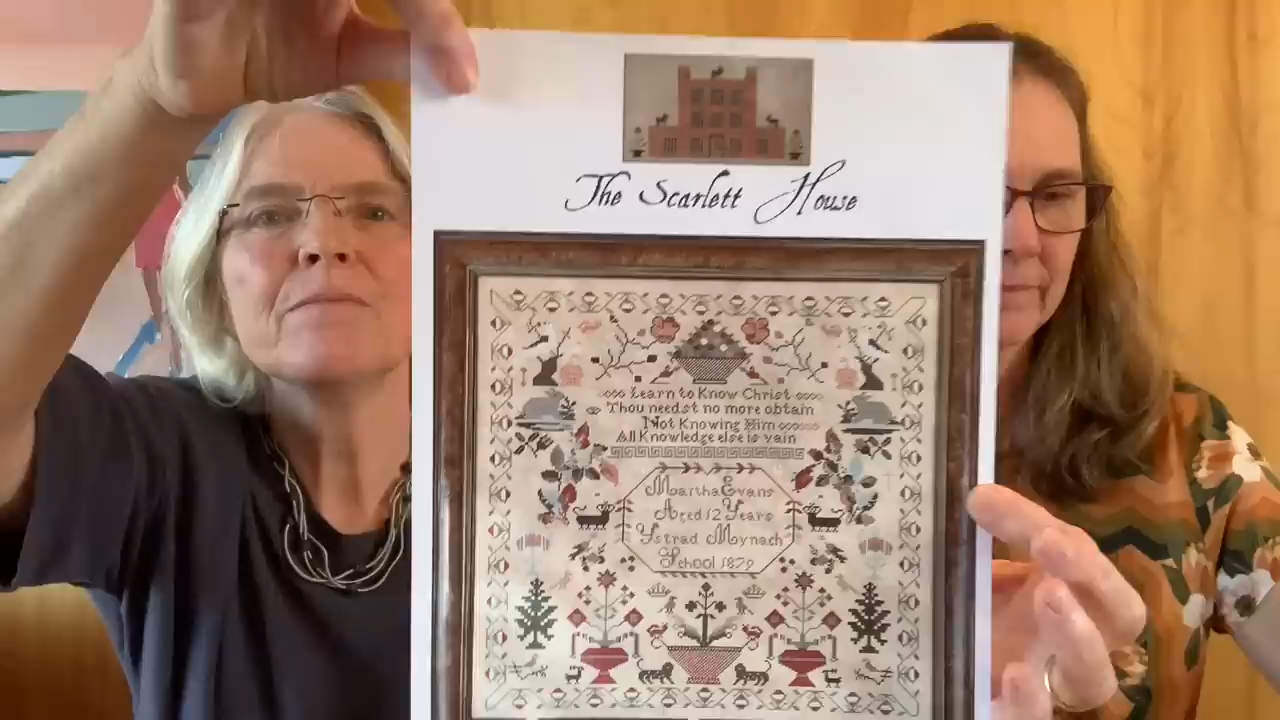 The Scarlett House
Learn to Know Christ
Thou needst no more obtain
Not Knowing Him
All Knowledge else is vain
Martha Evans
Aged 12 Years
Ystrad Mynach
School 1879